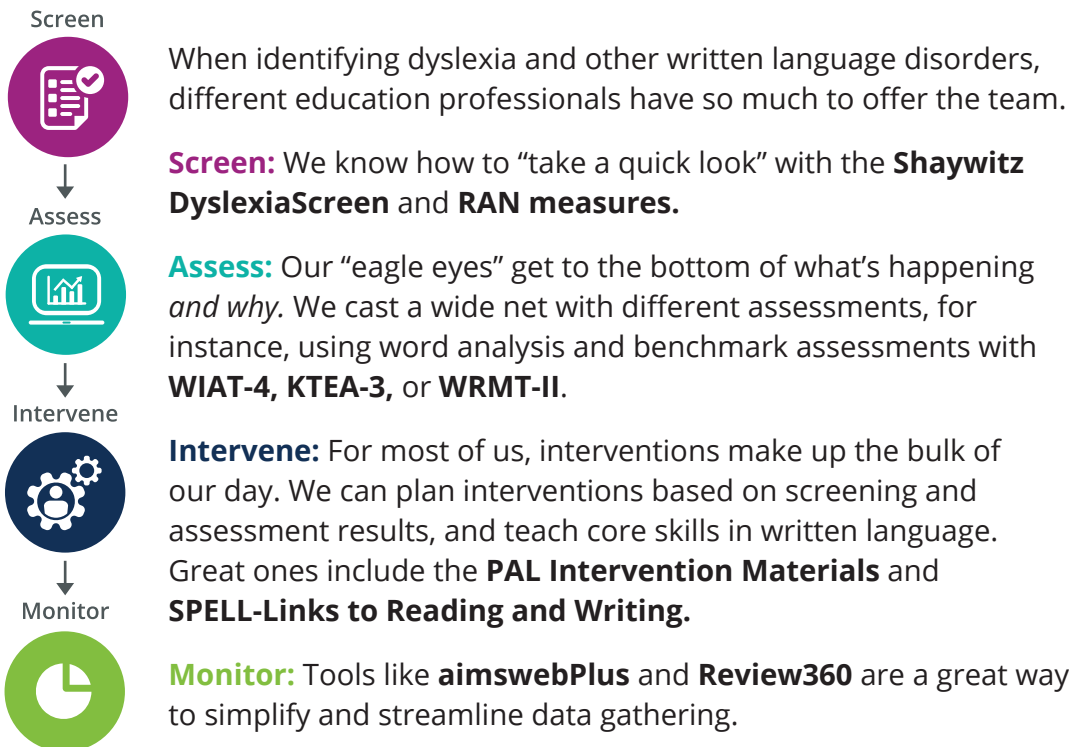 Screen
When identifying dyslexia and other written language disorders,
different education professionals have so much to offer the team.
Screen: We know how to “take a quick look” with the Shaywitz
DyslexiaScreen and RAN measures.
Assess
Assess: Our “eagle eyes” get to the bottom of what’s happening
and why. We cast a wide net with different assessments, for
instance, using word analysis and benchmark assessments with
WIAT-4, KTEA-3, or WRMT-II.
Intervene
Intervene: For most of us, interventions make up the bulk of
our day. We can plan interventions based on screening and
assessment results, and teach core skills in written language.
Great ones include the PAL Intervention Materials and
SPELL-Links to Reading and Writing.
Monitor
Monitor: Tools like aimswebPlus and Review360 are a great way
to simplify and streamline data gathering.